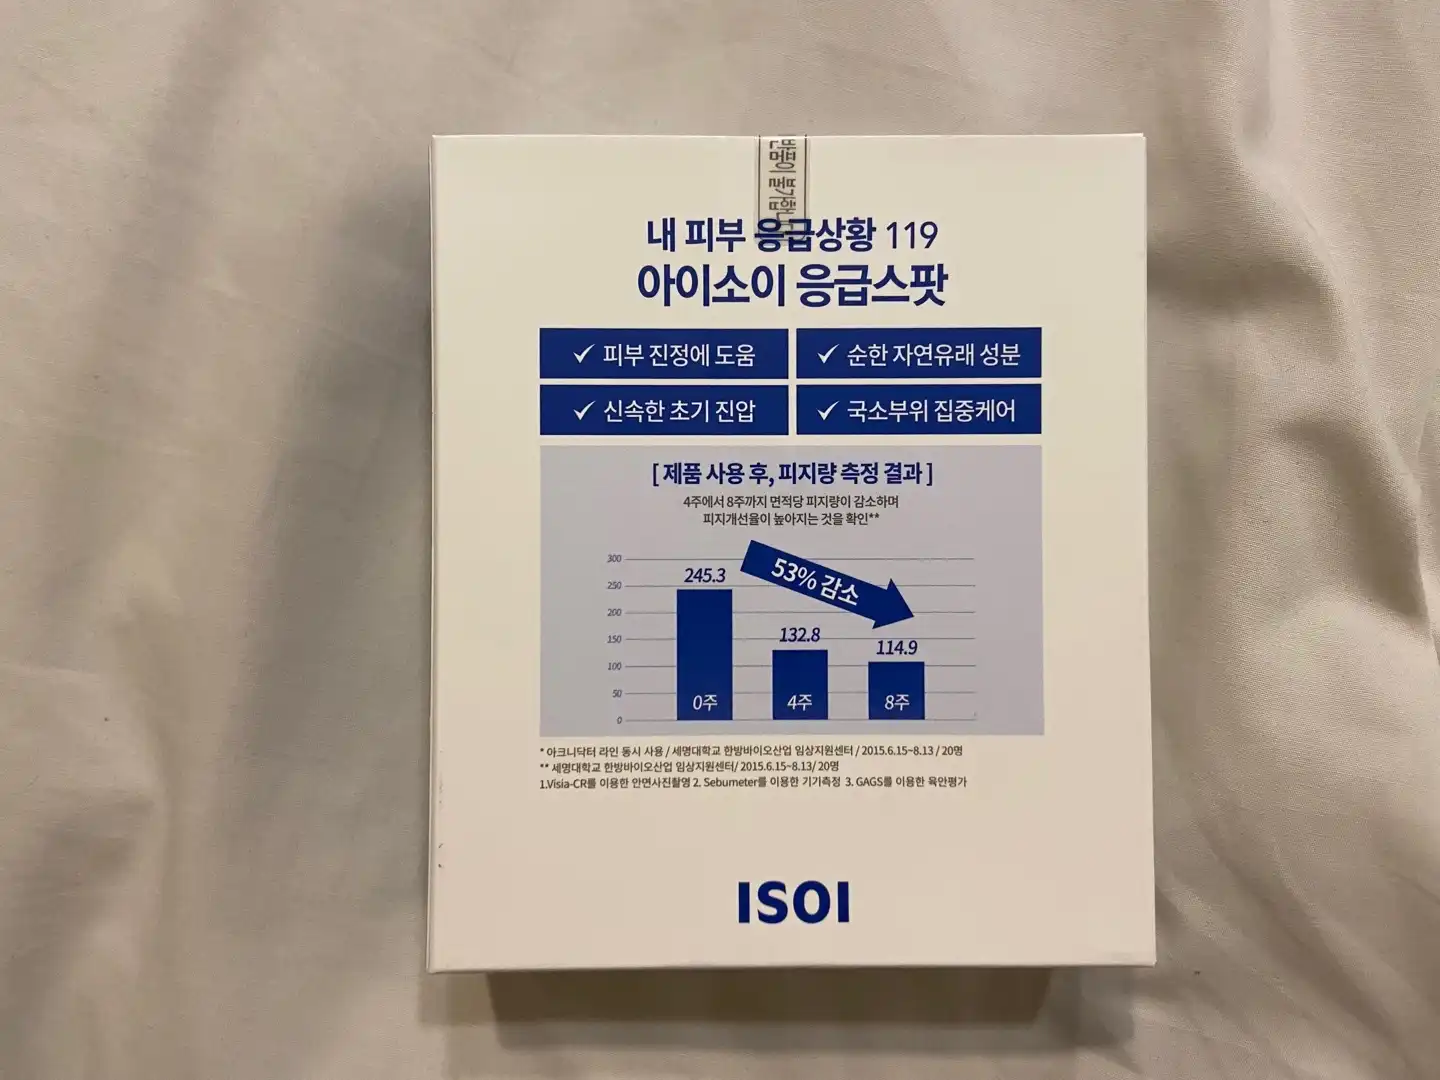 반품이 불가합니다
내 피부 응급상황 119
아이소이 응급스팟
✓ 피부 진정에 도움
✓ 순한 자연유래 성분
✓ 신속한 초기 진압
✓ 국소부위 집중케어
[ 제품 사용 후, 피지량 측정 결과 ]
4주에서 8주까지 면적당 피지량이 감소하며
피지개선율이 높아지는 것을 확인**
300
250
200
150
100
50
0
53% 감소
245.3
132.8
114.9
0주
4주
8주
* 아크니닥터 라인 동시 사용 / 세명대학교 한방바이오산업 임상지원센터 / 2015.6.15~8.13 / 20명
** 세명대학교 한방바이오산업 임상지원센터/ 2015.6.15~8.13/ 20명
1.Visia-CR를 이용한 안면사진촬영 2. Sebumeter를 이용한 기기측정 3. GAGS를 이용한 육안평가
ISOI